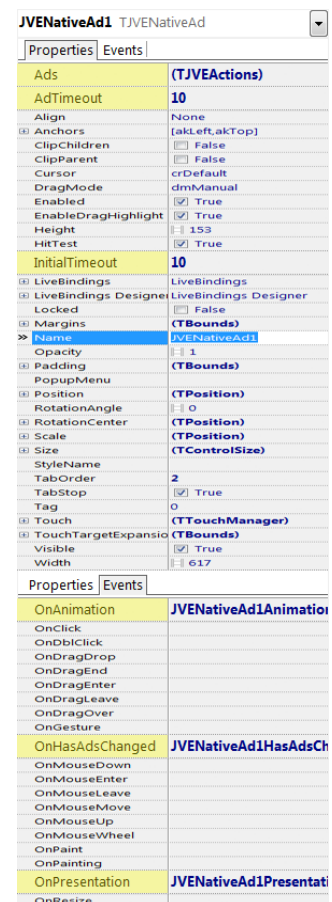 JVENativeAd1 TJVENativeAd
Properties Events
Ads (TJVEActions)
AdTimeout 10
Align None
Anchors [akLeft,akTop]
ClipChildren False
ClipParent False
Cursor crDefault
DragMode dmManual
Enabled True
EnableDragHighlight True
Height 153
HitTest True
InitialTimeout 10
LiveBindings LiveBindings
LiveBindings Designer LiveBindings Designer
Locked False
Margins (TBounds)
Name JVENativeAd1
Opacity 1
Padding (TBounds)
PopupMenu
Position (TPosition)
RotationAngle 0
RotationCenter (TPosition)
Scale (TPosition)
Size (TControlSize)
StyleName
TabOrder 2
TabStop True
Tag 0
Touch (TTouchManager)
TouchTargetExpansio (TBounds)
Visible True
Width 617
Properties Events
OnAnimation JVENativeAd1Animation
OnClick
OnDblClick
OnDragDrop
OnDragEnd
OnDragEnter
OnDragLeave
OnDragOver
OnGesture
OnHasAdsChanged JVENativeAd1HasAdsCh
OnMouseDown
OnMouseEnter
OnMouseLeave
OnMouseMove
OnMouseUp
OnMouseWheel
OnPaint
OnPainting
OnPresentation JVENativeAd1Presentati
OnResize